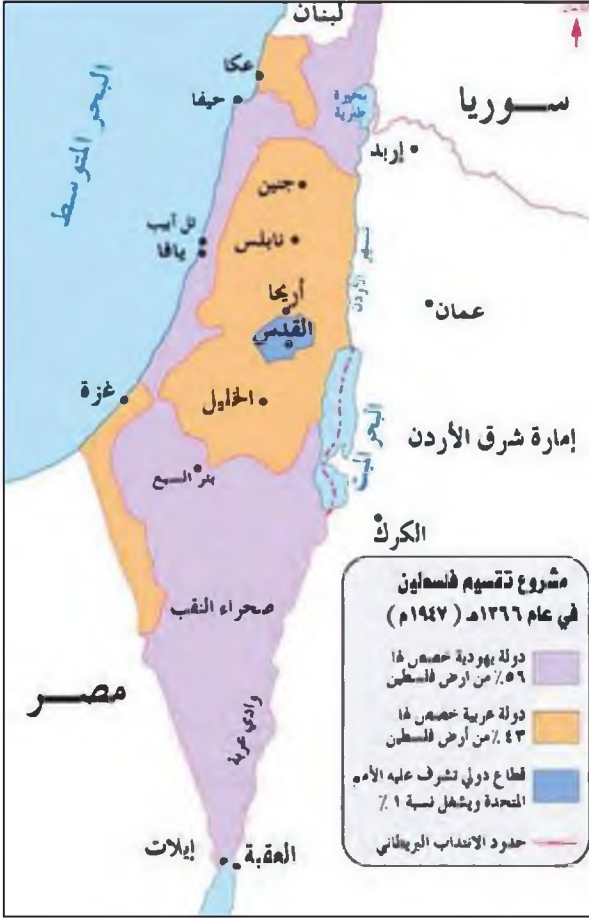 لبنان
عكا
حيفا
بحيرة
طبرية
سوريا
إربد
البحر المتوسط
جنين
تل أبيب
يافا
نابلس
نهر الأردن
أريحا
القدس
عمان
غزة
الخليل
البحر الميت
إمارة شرق الأردن
بئر السبع
الكرك
صحراء النقب
مصر
وادي عربة
إيلات
العقبة
مشروع تقسيم فلسطين
في عام ١٣٦٦هـ (١٩٤٧م)
دولة يهودية خصص لها
٥٦٪ من أرض فلسطين
دولة عربية خصص لها
٤٣٪ من أرض فلسطين
قطاع دولي تشرف عليه الأمم
المتحدة ويشغل نسبة ١٪
حدود الانتداب البريطاني